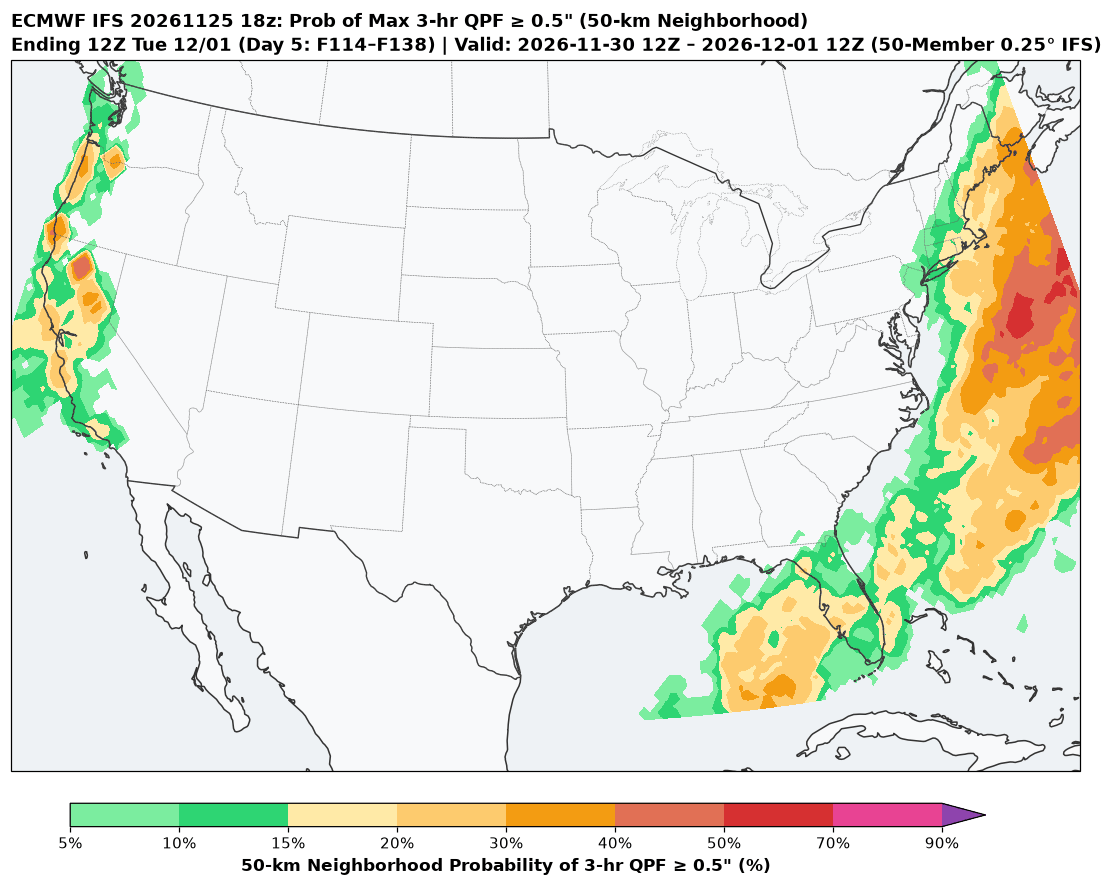 ECMWF IFS 20261125 18z: Prob of Max 3-hr QPF ≥ 0.5" (50-km Neighborhood)
Ending 12Z Tue 12/01 (Day 5: F114–F138) | Valid: 2026-11-30 12Z – 2026-12-01 12Z (50-Member 0.25° IFS)
5% 10% 15% 20% 30% 40% 50% 70% 90%
50-km Neighborhood Probability of 3-hr QPF ≥ 0.5" (%)